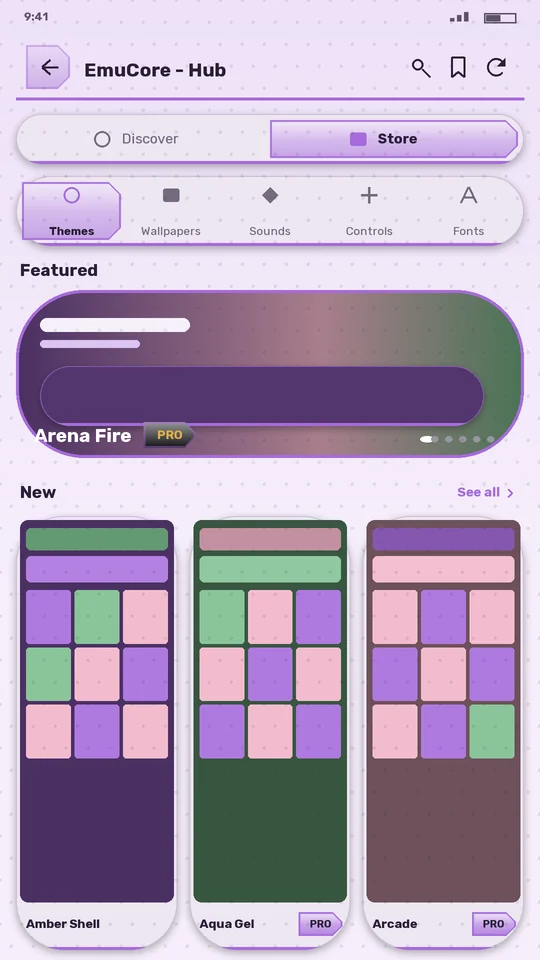 9:41
EmuCore - Hub
Discover
Store
Themes
Wallpapers
Sounds
Controls
Fonts
Featured
Arena Fire
PRO
New
See all
Amber Shell
Aqua Gel
PRO
Arcade
PRO